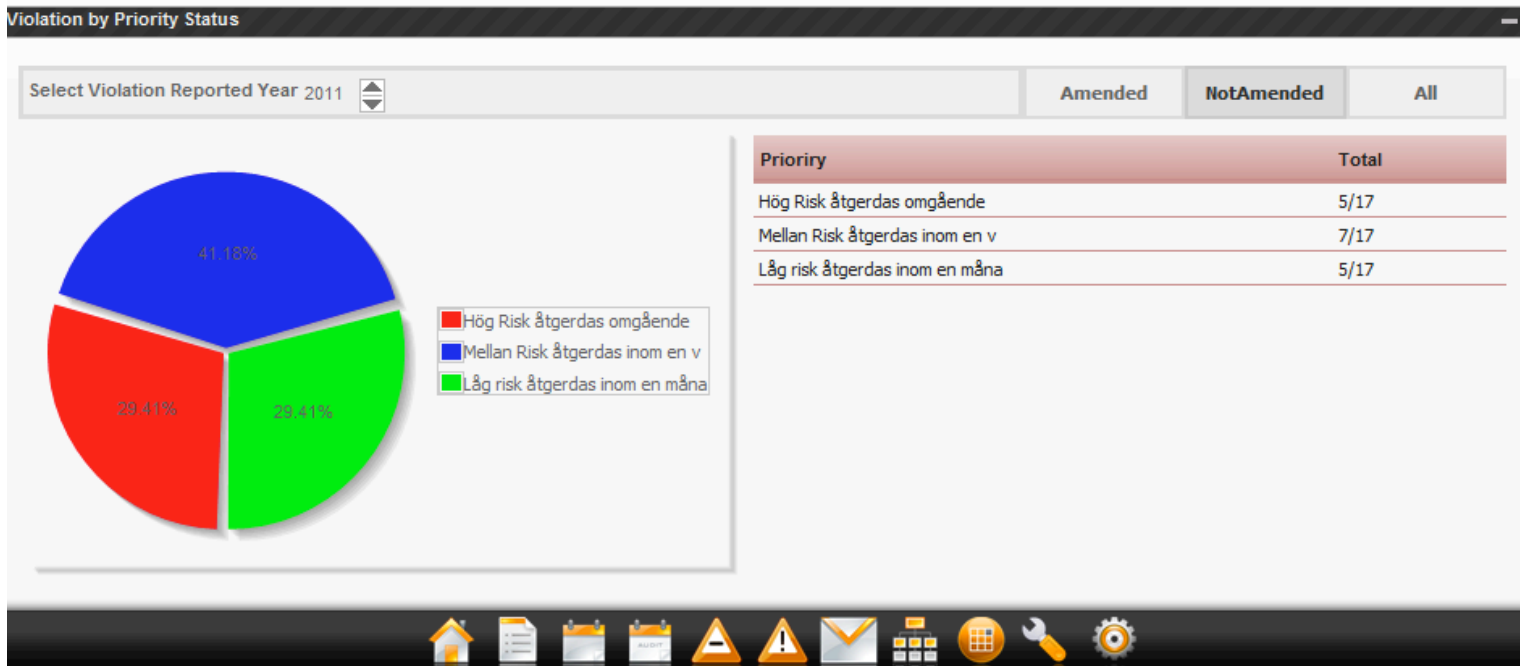 Violation by Priority Status
Select Violation Reported Year 2011
Amended NotAmended All
41.18%
29.41% 29.41%
Hög Risk åtgerdas omgående
Mellan Risk åtgerdas inom en v
Låg risk åtgerdas inom en måna
Prioriry Total
Hög Risk åtgerdas omgående 5/17
Mellan Risk åtgerdas inom en v 7/17
Låg risk åtgerdas inom en måna 5/17
AUDIT